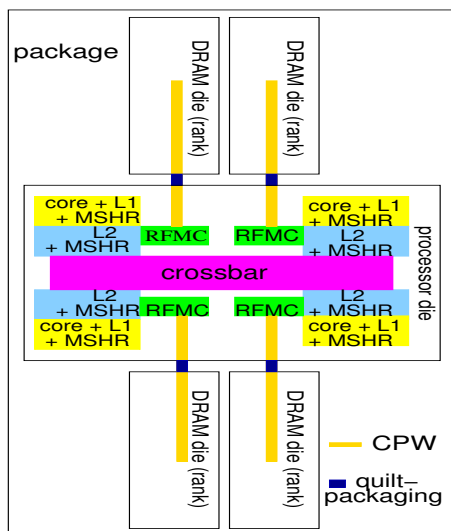 package
DRAM die (rank)
DRAM die (rank)
core + L1
+ MSHR
L2
+ MSHR
RFMC
RFMC
core + L1
+ MSHR
L2
+ MSHR
processor die
crossbar
L2
+ MSHR
core + L1
+ MSHR
RFMC
RFMC
L2
+ MSHR
core + L1
+ MSHR
DRAM die (rank)
DRAM die (rank)
CPW
quilt–
packaging